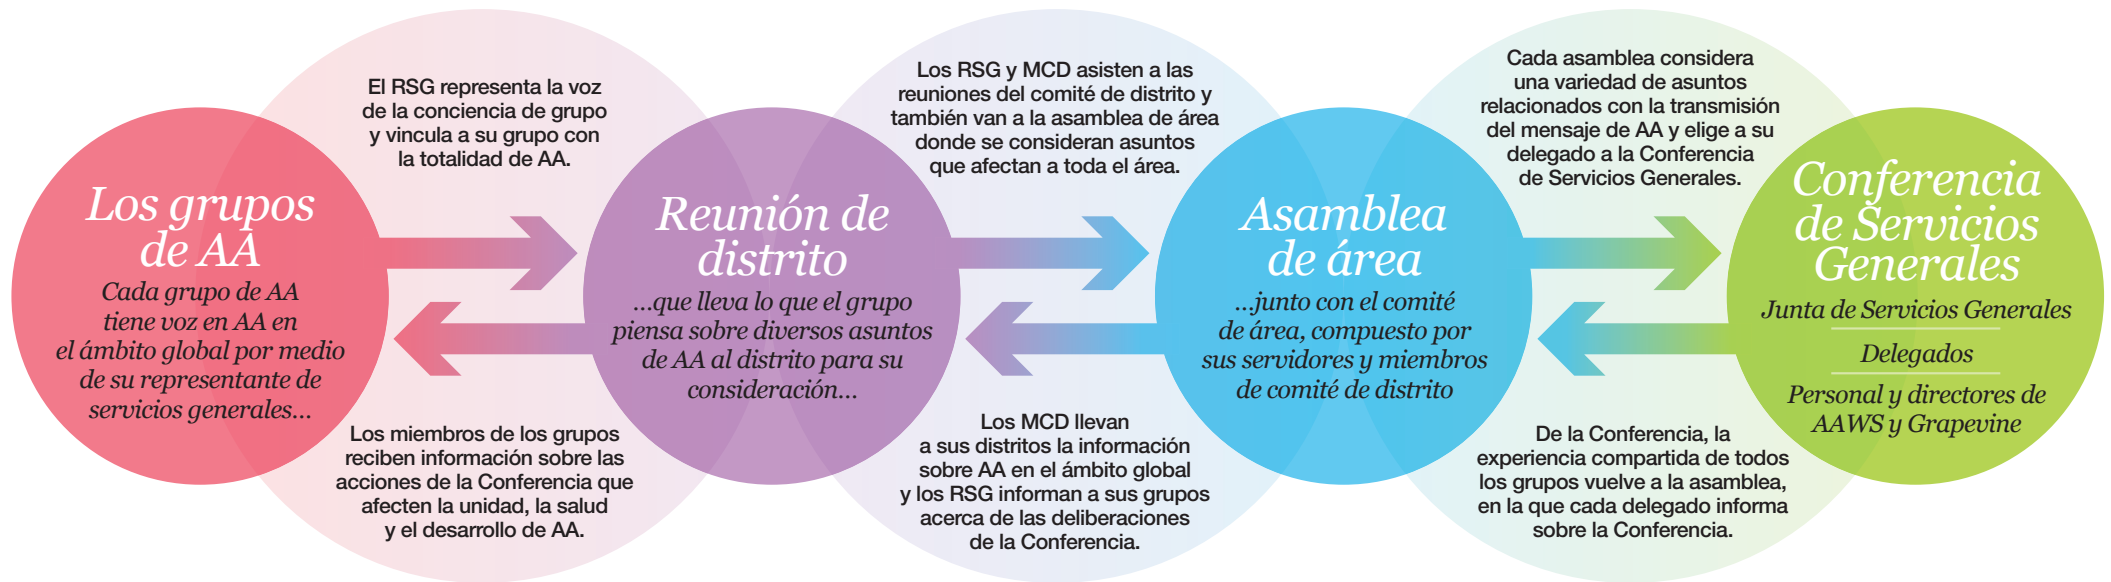 Los grupos
de AA
Cada grupo de AA
tiene voz en AA en
el ámbito global por medio
de su representante de
servicios generales...
El RSG representa la voz
de la conciencia de grupo
y vincula a su grupo con
la totalidad de AA.
Los miembros de los grupos
reciben información sobre las
acciones de la Conferencia que
afecten la unidad, la salud
y el desarrollo de AA.
Reunión de
distrito
...que lleva lo que el grupo
piensa sobre diversos asuntos
de AA al distrito para su
consideración...
Los RSG y MCD asisten a las
reuniones del comité de distrito y
también van a la asamblea de área
donde se consideran asuntos
que afectan a toda el área.
Los MCD llevan
a sus distritos la información
sobre AA en el ámbito global
y los RSG informan a sus grupos
acerca de las deliberaciones
de la Conferencia.
Asamblea
de área
...junto con el comité
de área, compuesto por
sus servidores y miembros
de comité de distrito
Cada asamblea considera
una variedad de asuntos
relacionados con la transmisión
del mensaje de AA y elige a su
delegado a la Conferencia
de Servicios Generales.
De la Conferencia, la
experiencia compartida de todos
los grupos vuelve a la asamblea,
en la que cada delegado informa
sobre la Conferencia.
Conferencia
de Servicios
Generales
Junta de Servicios Generales
Delegados
Personal y directores de
AAWS y Grapevine